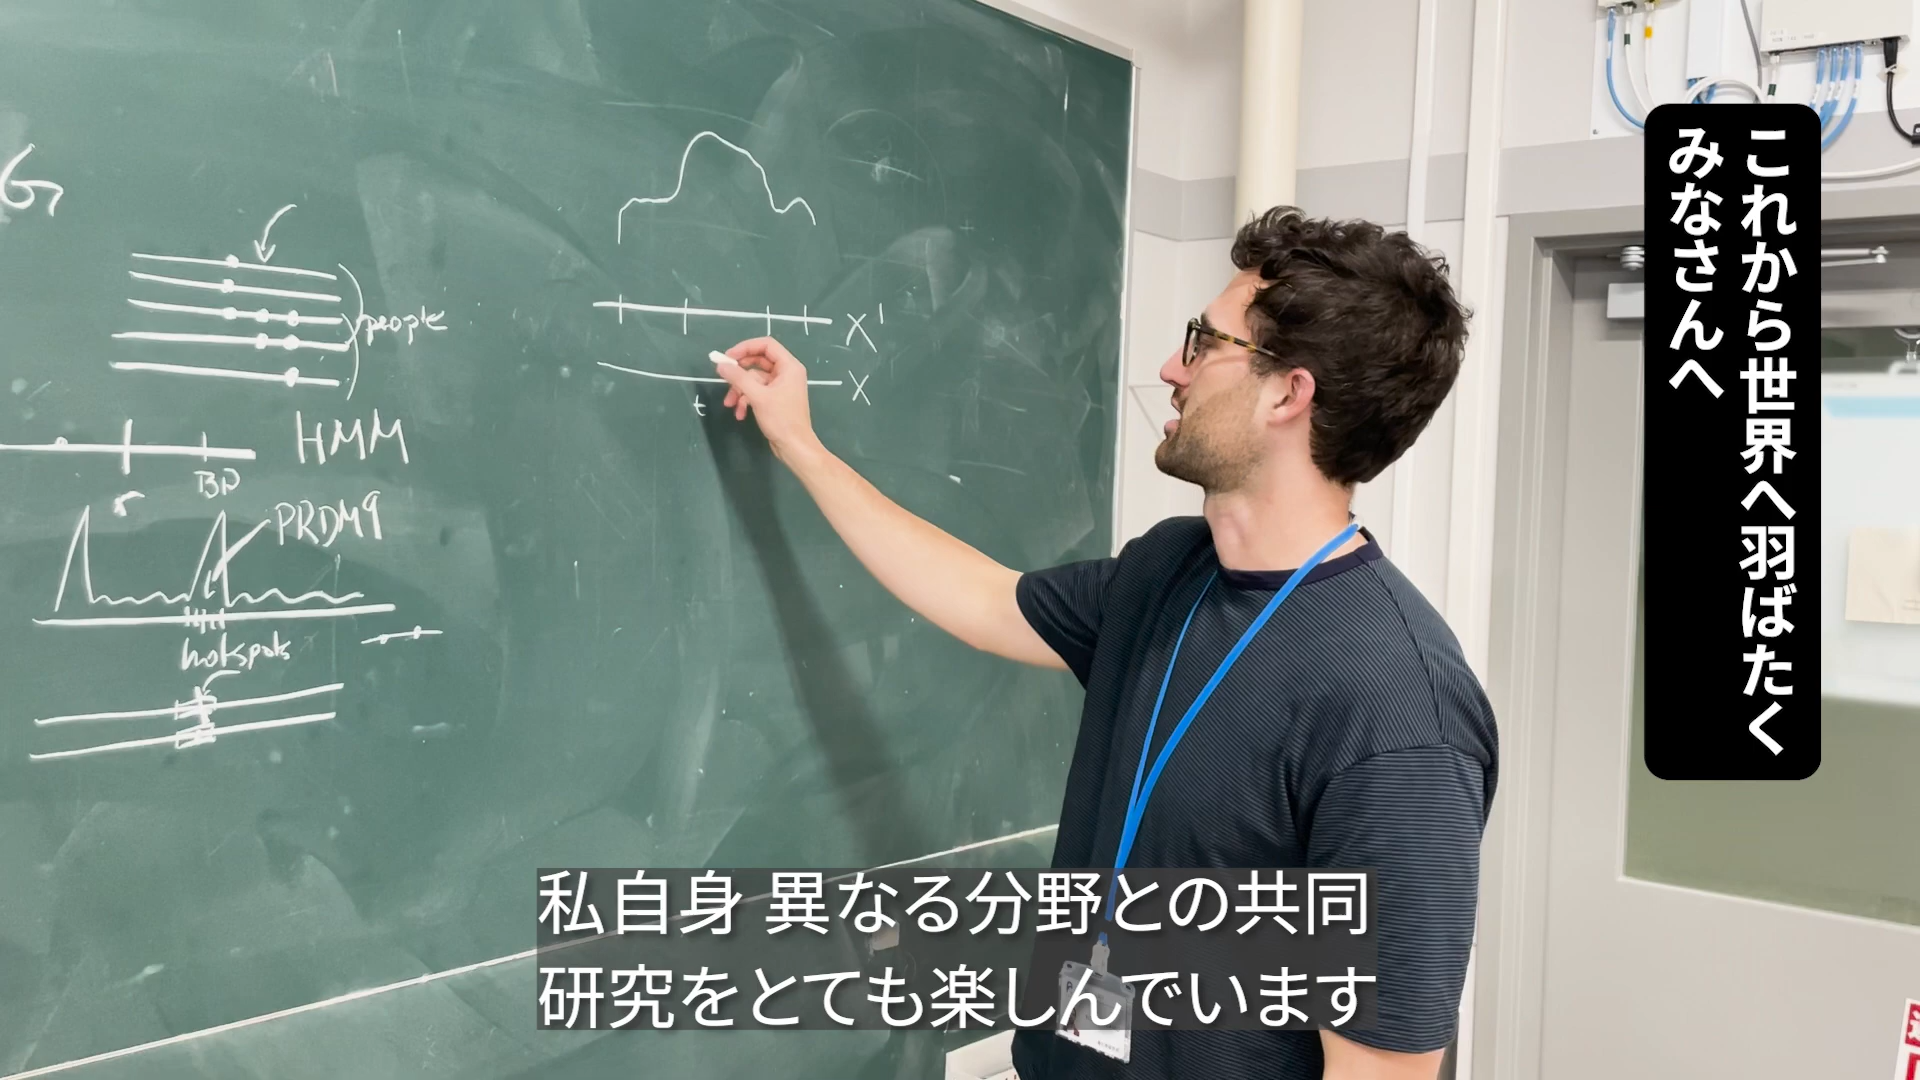 これから世界へ羽ばたく
みなさんへ
G
people
X'
X
t
HMM
PRDM9
hotspots
私自身 異なる分野との共同
研究をとても楽しんでいます